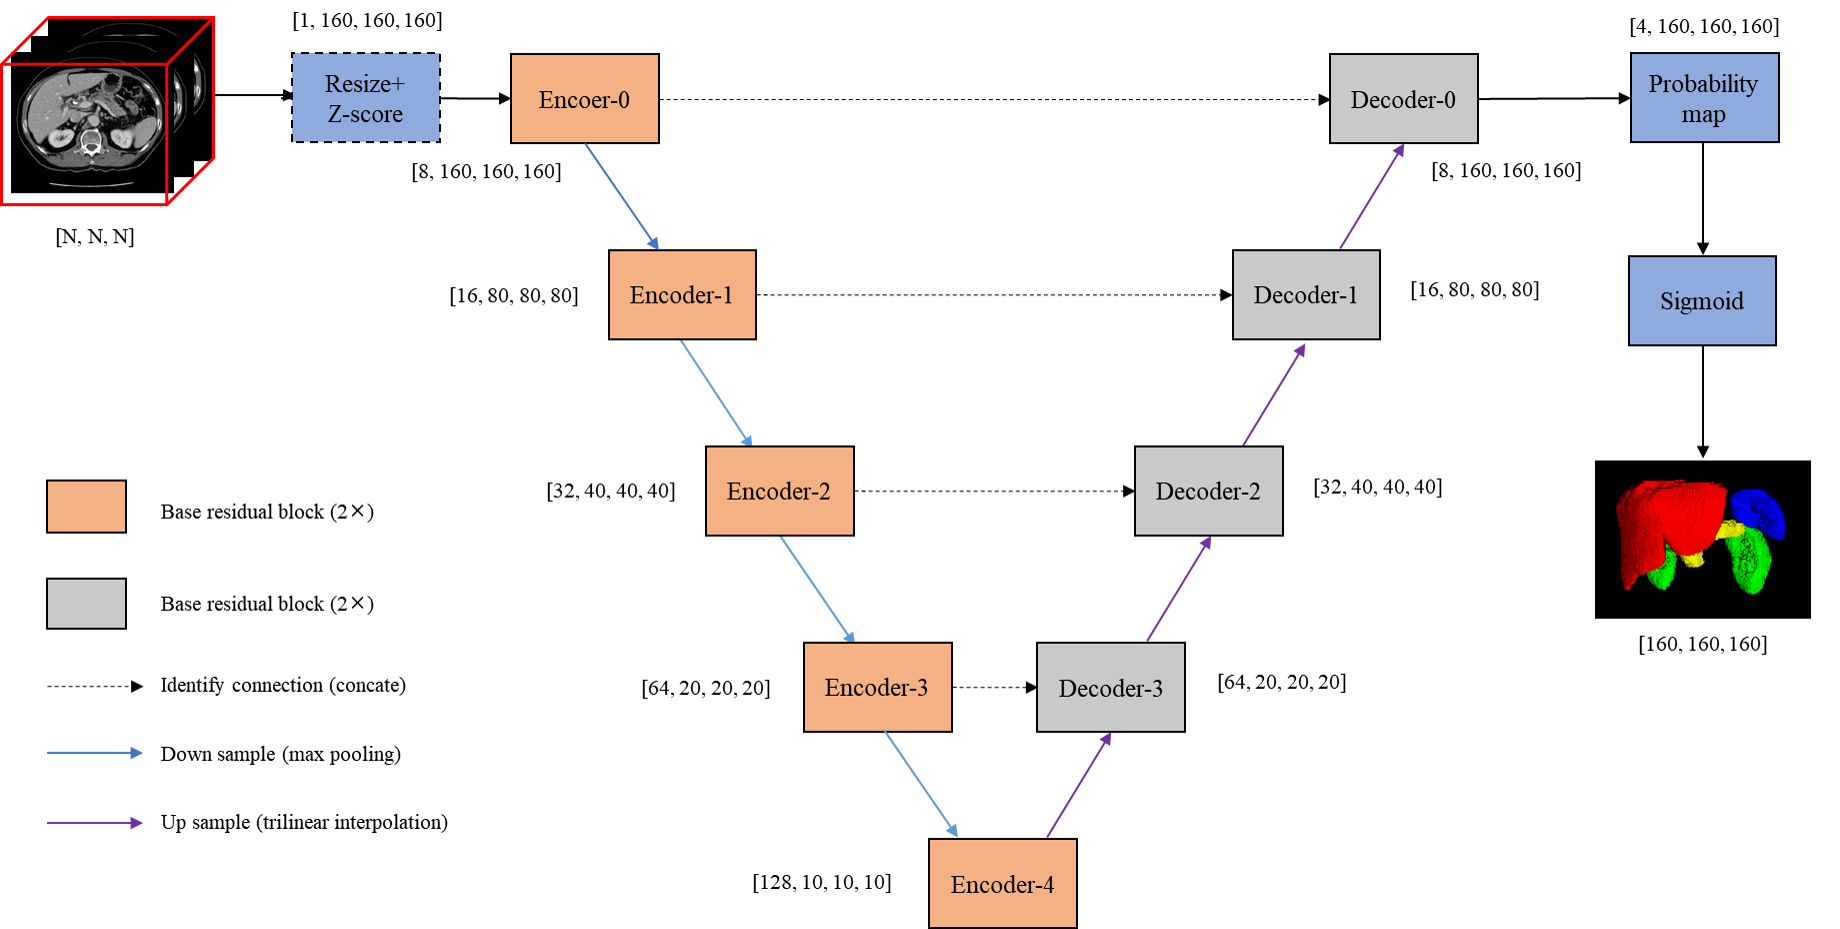 [1, 160, 160, 160]
[4, 160, 160, 160]
Resize+
Z-score
Encoer-0
Decoder-0
Probability
map
[8, 160, 160, 160]
[8, 160, 160, 160]
[N, N, N]
[16, 80, 80, 80]
Encoder-1
Decoder-1
[16, 80, 80, 80]
Sigmoid
[32, 40, 40, 40]
Encoder-2
Decoder-2
[32, 40, 40, 40]
Base residual block (2×)
Base residual block (2×)
[160, 160, 160]
Identify connection (concate)
[64, 20, 20, 20]
Encoder-3
Decoder-3
[64, 20, 20, 20]
Down sample (max pooling)
Up sample (trilinear interpolation)
[128, 10, 10, 10]
Encoder-4